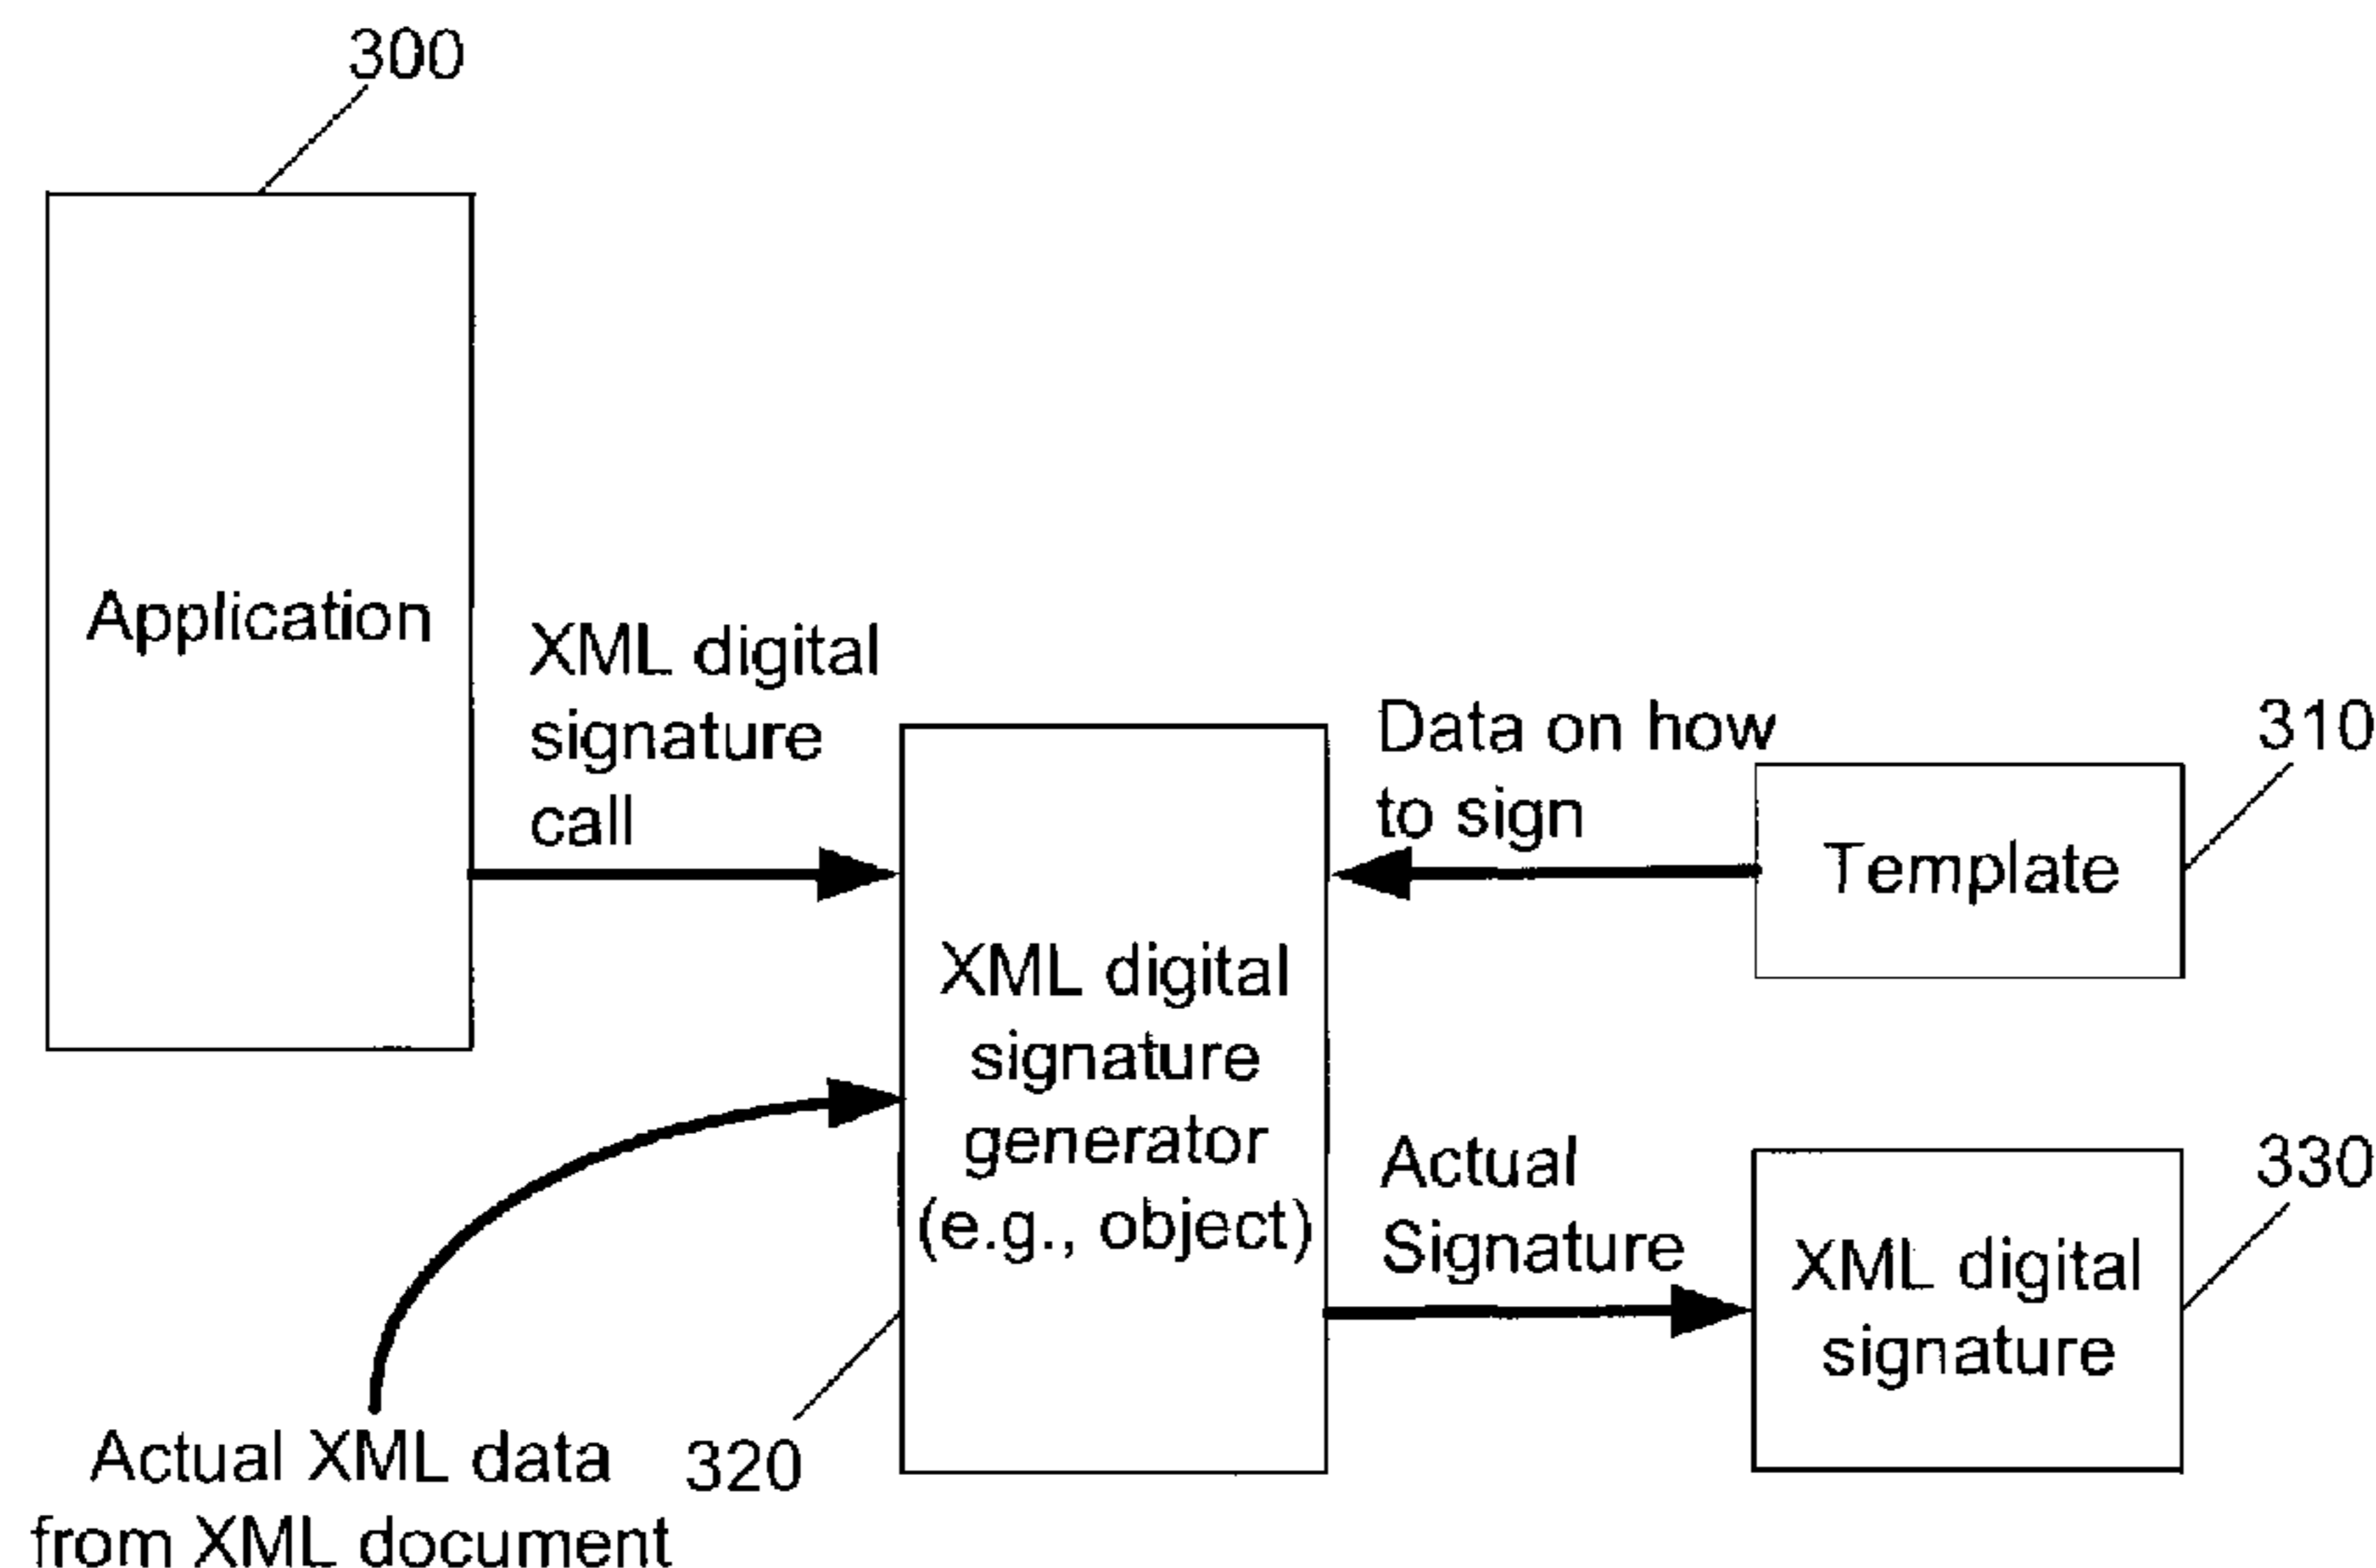 300
Application
XML digital
signature
call
Data on how
to sign
310
Template
XML digital
signature
generator
(e.g., object)
Actual
Signature
330
XML digital
signature
320
Actual XML data
from XML document